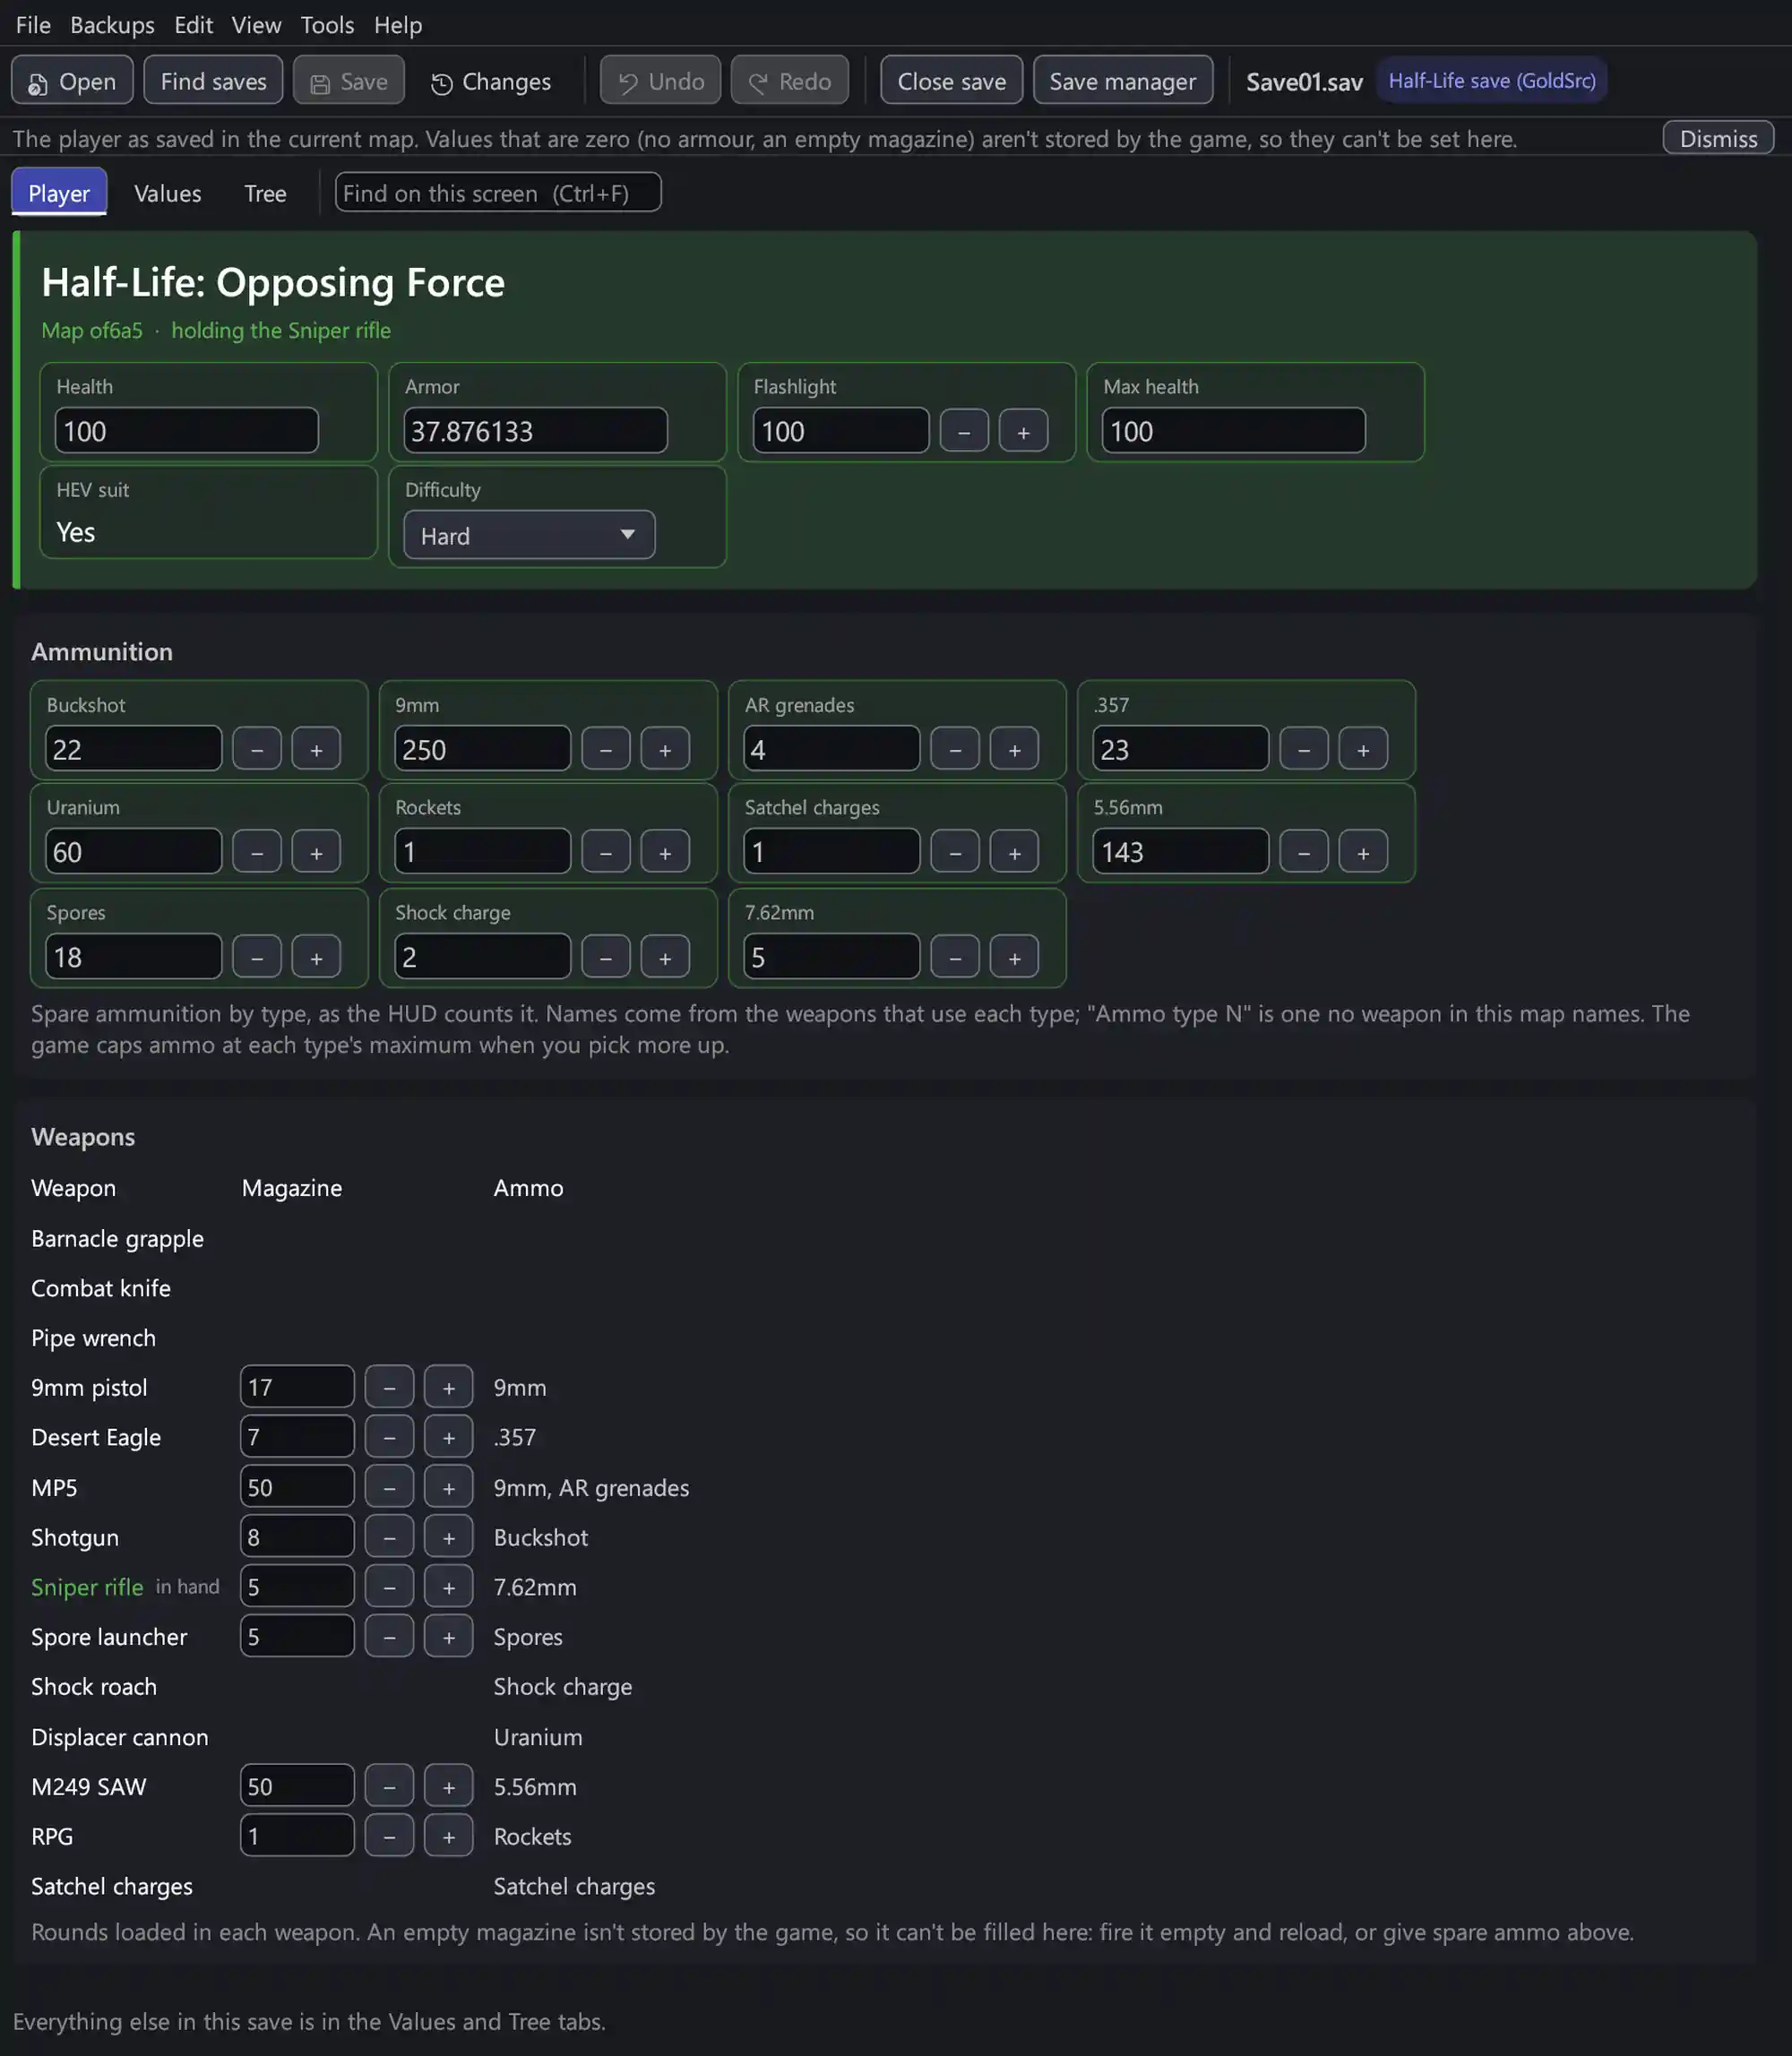 File Backups Edit View Tools Help
Open Find saves Save Changes Undo Redo Close save Save manager Save01.sav Half-Life save (GoldSrc)
The player as saved in the current map. Values that are zero (no armour, an empty magazine) aren't stored by the game, so they can't be set here. Dismiss
Player Values Tree Find on this screen (Ctrl+F)
Half-Life: Opposing Force
Map of6a5 · holding the Sniper rifle
Health Armor Flashlight Max health
100 37.876133 100 − + 100
HEV suit Difficulty
Yes Hard
Ammunition
Buckshot 9mm AR grenades .357
22 − + 250 − + 4 − + 23 − +
Uranium Rockets Satchel charges 5.56mm
60 − + 1 − + 1 − + 143 − +
Spores Shock charge 7.62mm
18 − + 2 − + 5 − +
Spare ammunition by type, as the HUD counts it. Names come from the weapons that use each type; "Ammo type N" is one no weapon in this map names. The
game caps ammo at each type's maximum when you pick more up.
Weapons
Weapon Magazine Ammo
Barnacle grapple
Combat knife
Pipe wrench
9mm pistol 17 − + 9mm
Desert Eagle 7 − + .357
MP5 50 − + 9mm, AR grenades
Shotgun 8 − + Buckshot
Sniper rifle in hand 5 − + 7.62mm
Spore launcher 5 − + Spores
Shock roach Shock charge
Displacer cannon Uranium
M249 SAW 50 − + 5.56mm
RPG 1 − + Rockets
Satchel charges Satchel charges
Rounds loaded in each weapon. An empty magazine isn't stored by the game, so it can't be filled here: fire it empty and reload, or give spare ammo above.
Everything else in this save is in the Values and Tree tabs.